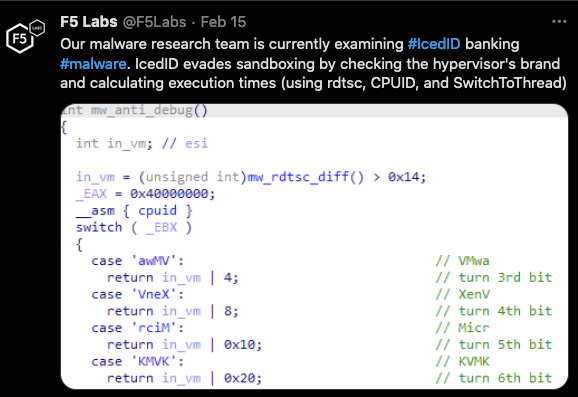 F5 LABS
F5 Labs @F5Labs · Feb 15
Our malware research team is currently examining #IcedID banking
#malware. IcedID evades sandboxing by checking the hypervisor's brand
and calculating execution times (using rdtsc, CPUID, and SwitchToThread)
int mw_anti_debug()
{
int in_vm; // esi
in_vm = (unsigned int)mw_rdtsc_diff() > 0x14;
_EAX = 0x40000000;
__asm { cpuid }
switch ( _EBX )
{
case 'awMV': // VMwa
return in_vm | 4; // turn 3rd bit
case 'VneX': // XenV
return in_vm | 8; // turn 4th bit
case 'rciM': // Micr
return in_vm | 0x10; // turn 5th bit
case 'KMVK': // KVMK
return in_vm | 0x20; // turn 6th bit